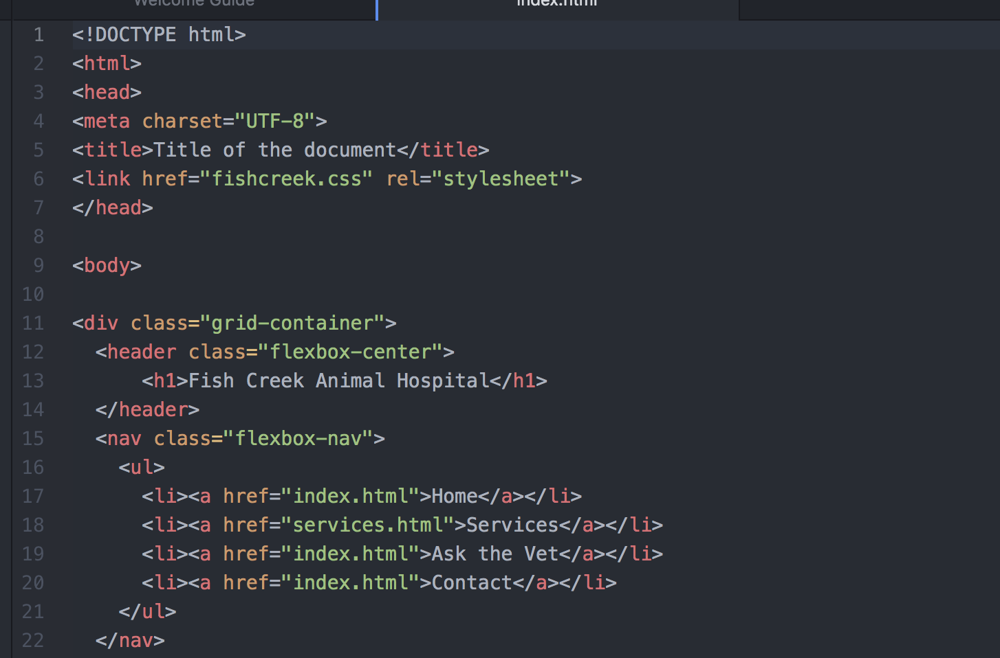 Welcome Guide
index.html
1 <!DOCTYPE html>
2 <html>
3 <head>
4 <meta charset="UTF-8">
5 <title>Title of the document</title>
6 <link href="fishcreek.css" rel="stylesheet">
7 </head>
8
9 <body>
10
11 <div class="grid-container">
12   <header class="flexbox-center">
13       <h1>Fish Creek Animal Hospital</h1>
14   </header>
15   <nav class="flexbox-nav">
16     <ul>
17       <li><a href="index.html">Home</a></li>
18       <li><a href="services.html">Services</a></li>
19       <li><a href="index.html">Ask the Vet</a></li>
20       <li><a href="index.html">Contact</a></li>
21     </ul>
22   </nav>